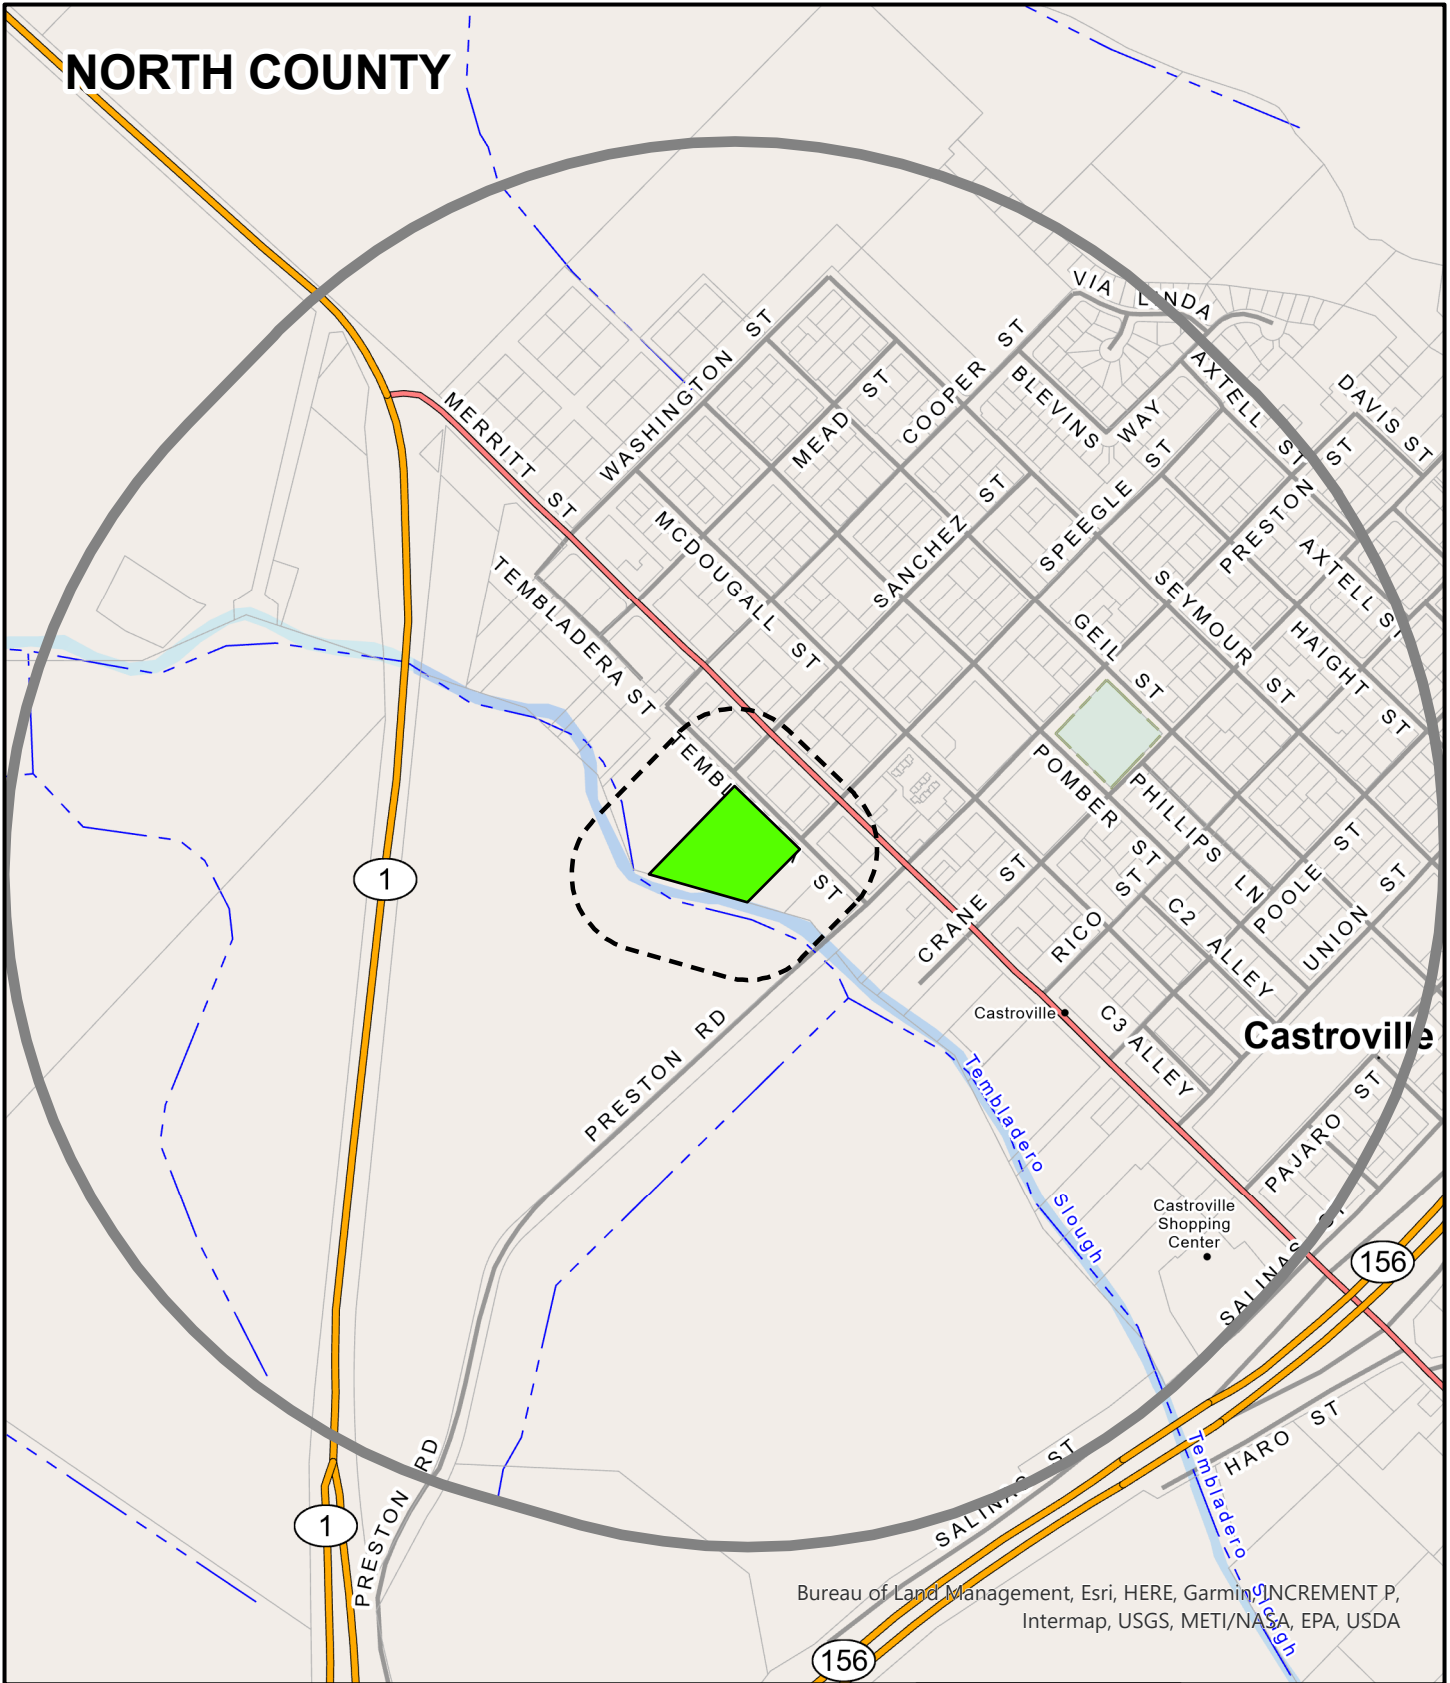 NORTH COUNTY
VIA LINDA
WASHINGTON ST
COOPER ST
AXTELL ST
DAVIS ST
MEAD ST
BLEVINS WAY
MERRITT ST
SPEEGLE ST
PRESTON ST
SANCHEZ ST
MCDOUGALL ST
AXTELL ST
TEMBLADERA ST
SEYMOUR ST
GEIL ST
HAIGHT ST
TEMBL
ST
POMBER ST
PHILLIPS LN
POOLE ST
UNION ST
1
CRANE ST
RICO ST
C2 ALLEY
Castroville
C3 ALLEY
Castroville
PRESTON RD
Tembladero Slough
PAJARO ST
Castroville
Shopping
Center
SALINAS ST
156
PRESTON RD
1
SALINAS ST
HARO ST
Tembladero Slough
Bureau of Land Management, Esri, HERE, Garmin, INCREMENT P,
Intermap, USGS, METI/NASA, EPA, USDA
156